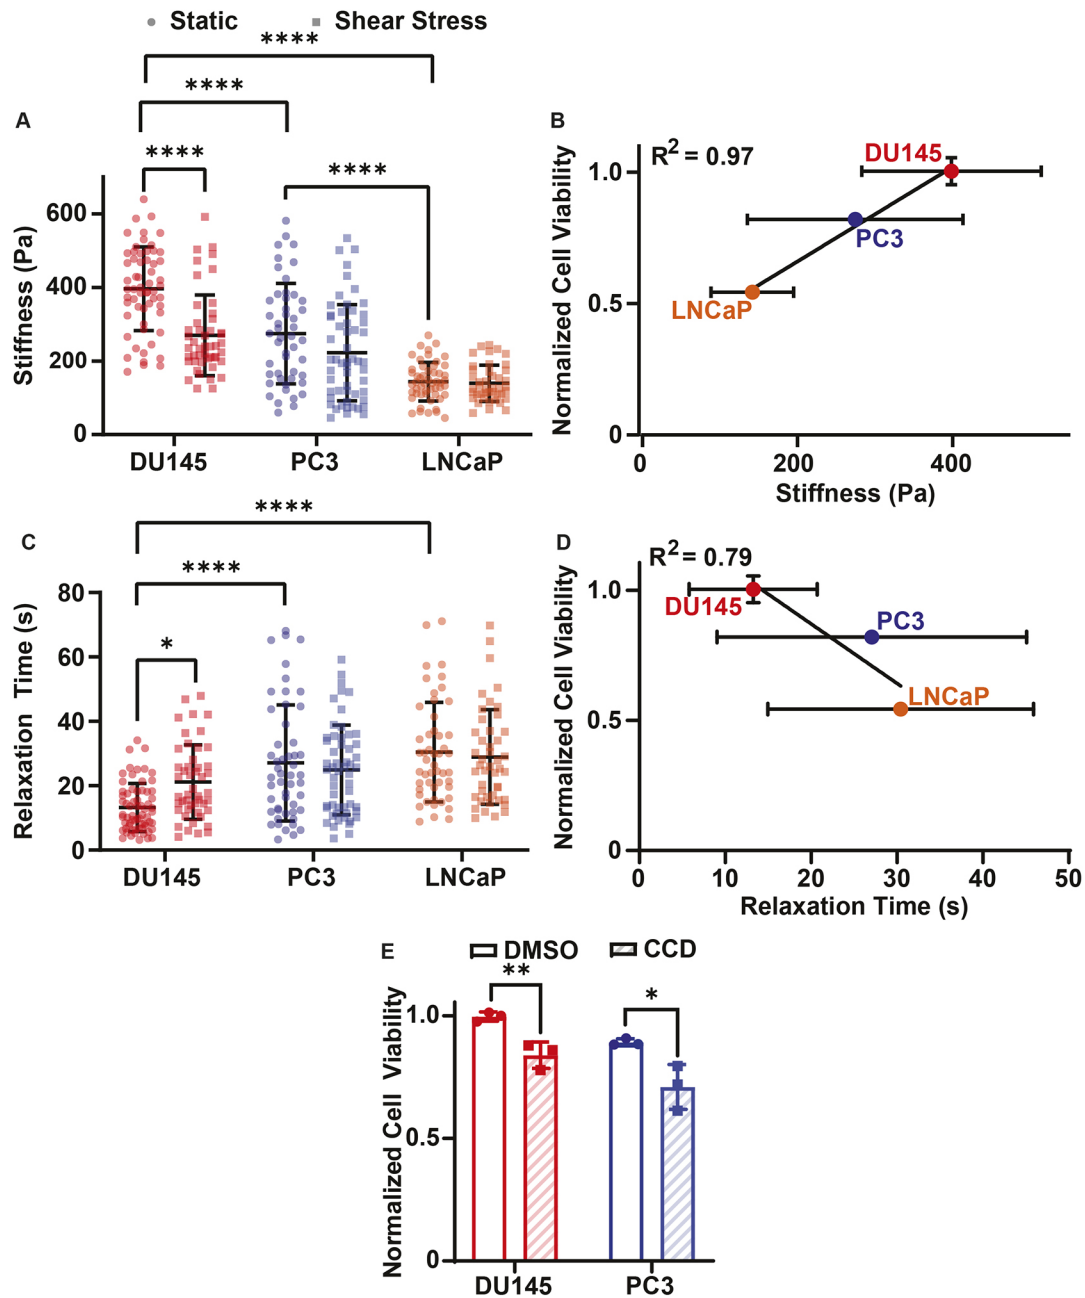 Static Shear Stress
****
****
A
****
****
Stiffness (Pa)
600
400
200
0
DU145 PC3 LNCaP
B
R² = 0.97
Normalized Cell Viability
1.0
0.5
0
DU145
PC3
LNCaP
0 200 400
Stiffness (Pa)
C
****
****
*
Relaxation Time (s)
80
60
40
20
0
DU145 PC3 LNCaP
D
R² = 0.79
Normalized Cell Viability
1.0
0.5
0
DU145
PC3
LNCaP
0 10 20 30 40 50
Relaxation Time (s)
E
DMSO CCD
**
*
Normalized Cell Viability
1.0
0.5
0
DU145 PC3